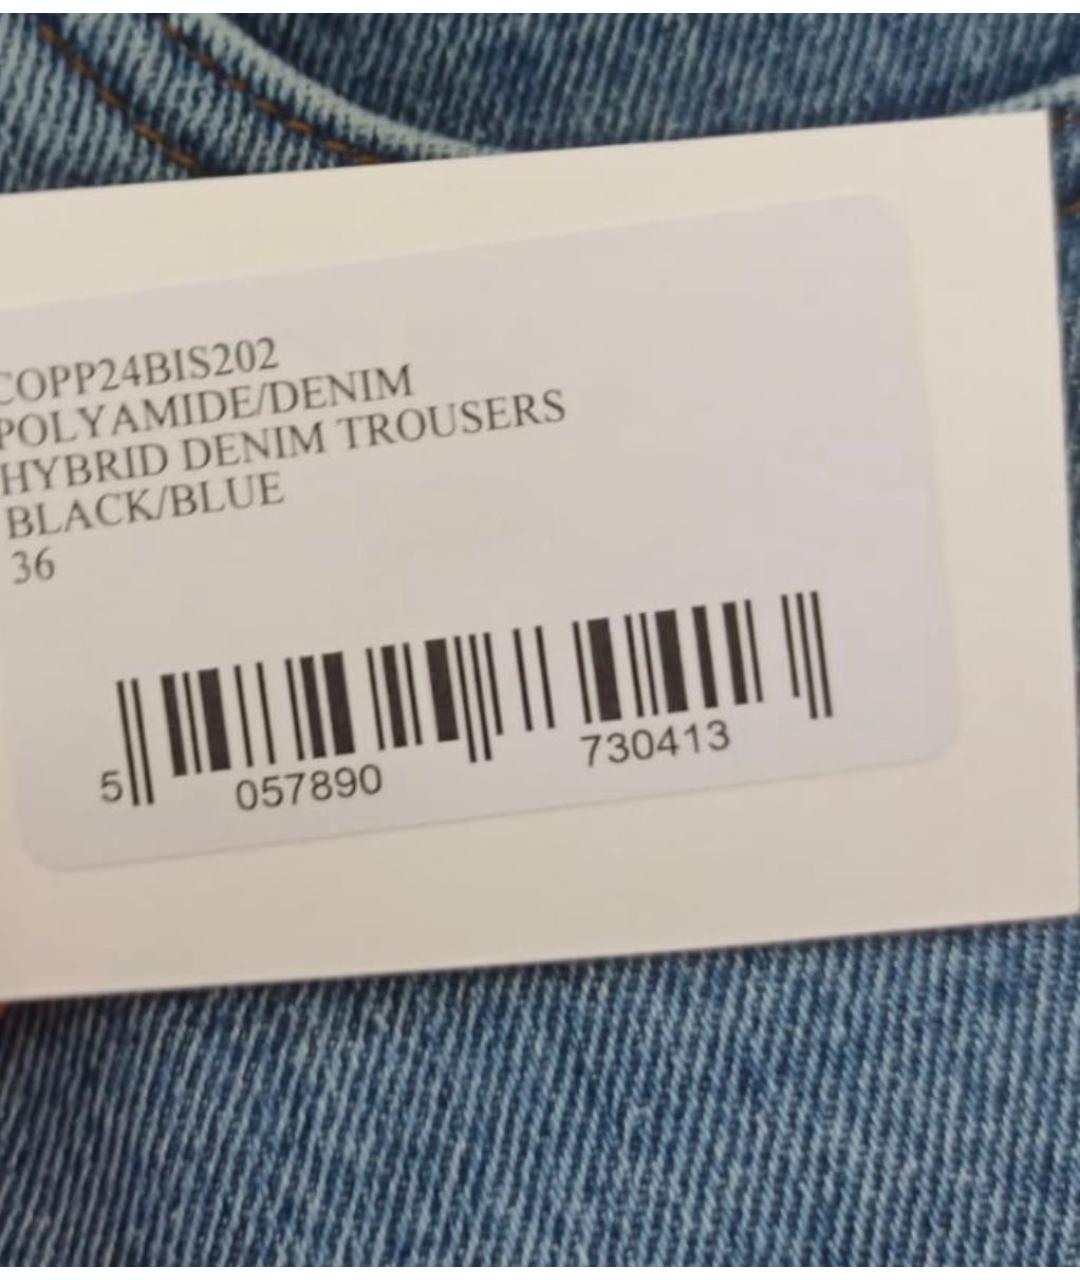 COPP24BIS202
POLYAMIDE/DENIM
HYBRID DENIM TROUSERS
BLACK/BLUE
36
5 057890 730413